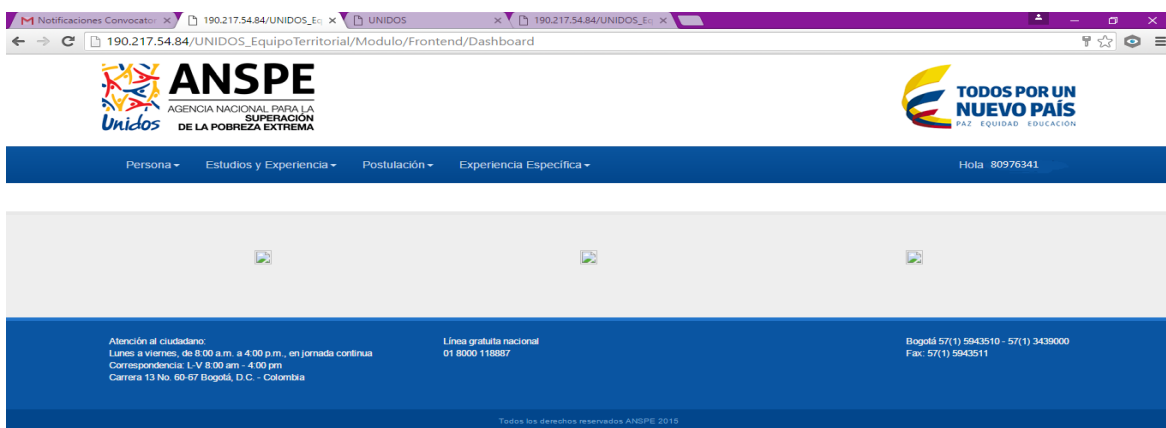 Notificaciones Convocator
190.217.54.84/UNIDOS_Eq
UNIDOS
190.217.54.84/UNIDOS_Eq
190.217.54.84/UNIDOS_EquipoTerritorial/Modulo/Frontend/Dashboard
Unidos
ANSPE
AGENCIA NACIONAL PARA LA
SUPERACIÓN
DE LA POBREZA EXTREMA
TODOS POR UN
NUEVO PAÍS
PAZ EQUIDAD EDUCACIÓN
Persona Estudios y Experiencia Postulación Experiencia Específica Hola 80976341
Atención al ciudadano:
Lunes a viernes, de 8:00 a.m. a 4:00 p.m., en jornada continua
Correspondencia: L-V 8:00 am - 4:00 pm
Carrera 13 No. 60-67 Bogotá, D.C. - Colombia
Línea gratuita nacional
01 8000 118887
Bogotá 57(1) 5943510 - 57(1) 3439000
Fax: 57(1) 5943511
Todos los derechos reservados ANSPE 2015